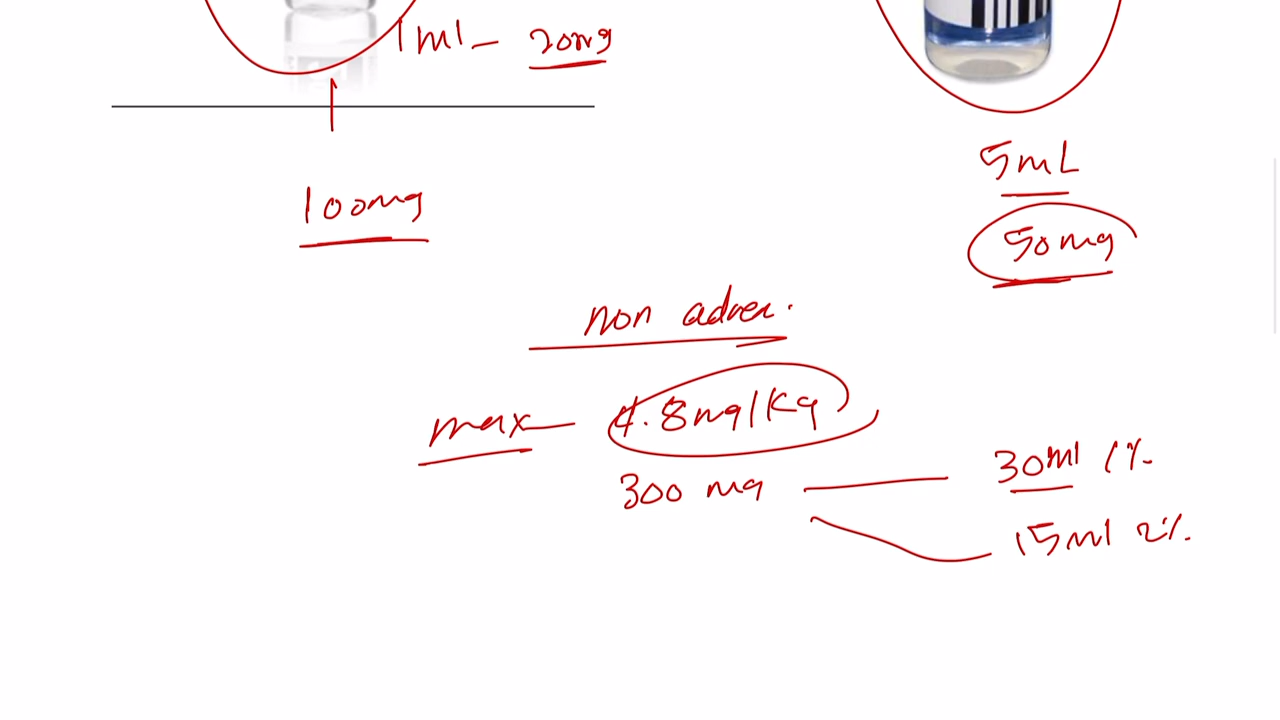 1ml - 20mg
100mg
5mL
50mg
non adren.
max - 4.8mg/kg
300 mg
30ml 1%
15ml 2%